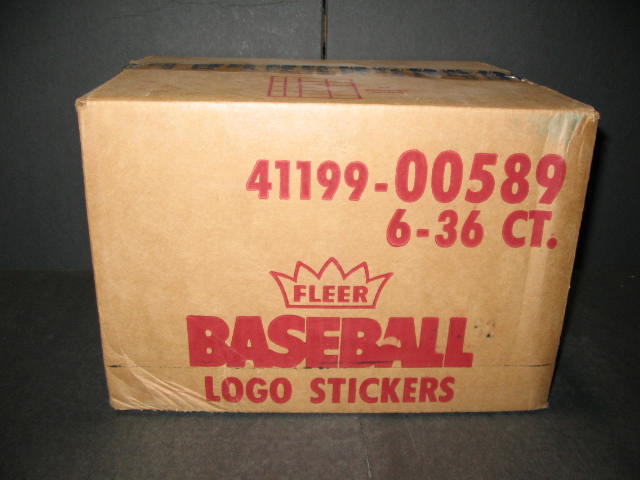 41199-00589
6-36 CT.
FLEER
BASEBALL
LOGO STICKERS